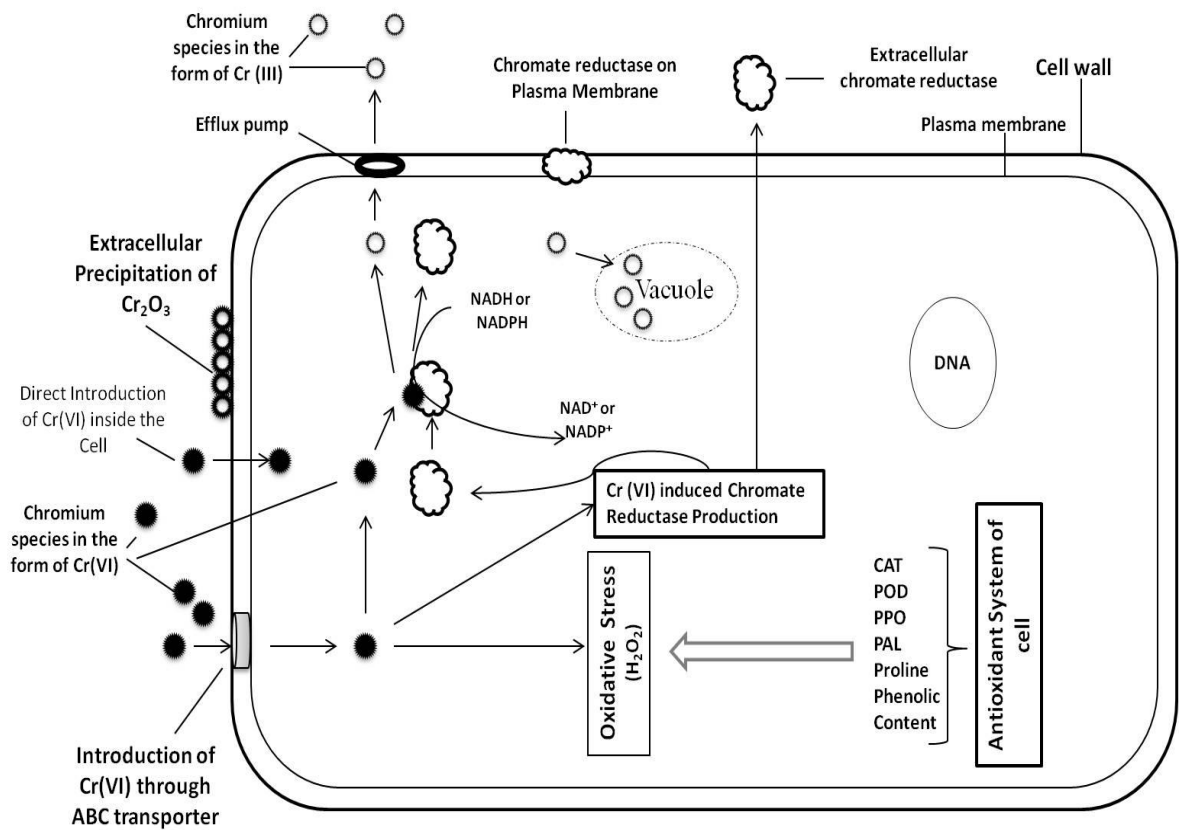 Chromium
species in the
form of Cr (III)
Efflux pump
Chromate reductase on
Plasma Membrane
Extracellular
chromate reductase
Cell wall
Plasma membrane
Extracellular
Precipitation of
Cr₂O₃
NADH or
NADPH
Vacuole
DNA
Direct Introduction
of Cr(VI) inside the
Cell
NAD⁺ or
NADP⁺
Cr (VI) induced Chromate
Reductase Production
Chromium
species in the
form of Cr(VI)
Oxidative Stress
(H₂O₂)
CAT
POD
PPO
PAL
Proline
Phenolic
Content
Antioxidant System of
cell
Introduction of
Cr(VI) through
ABC transporter